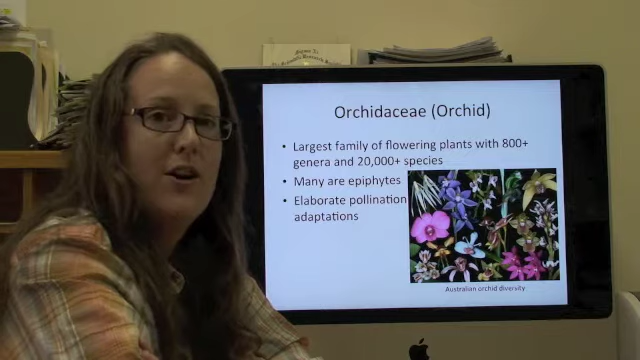 Orchidaceae (Orchid)
• Largest family of flowering plants with 800+
genera and 20,000+ species
• Many are epiphytes
• Elaborate pollination
adaptations
Australian orchid diversity